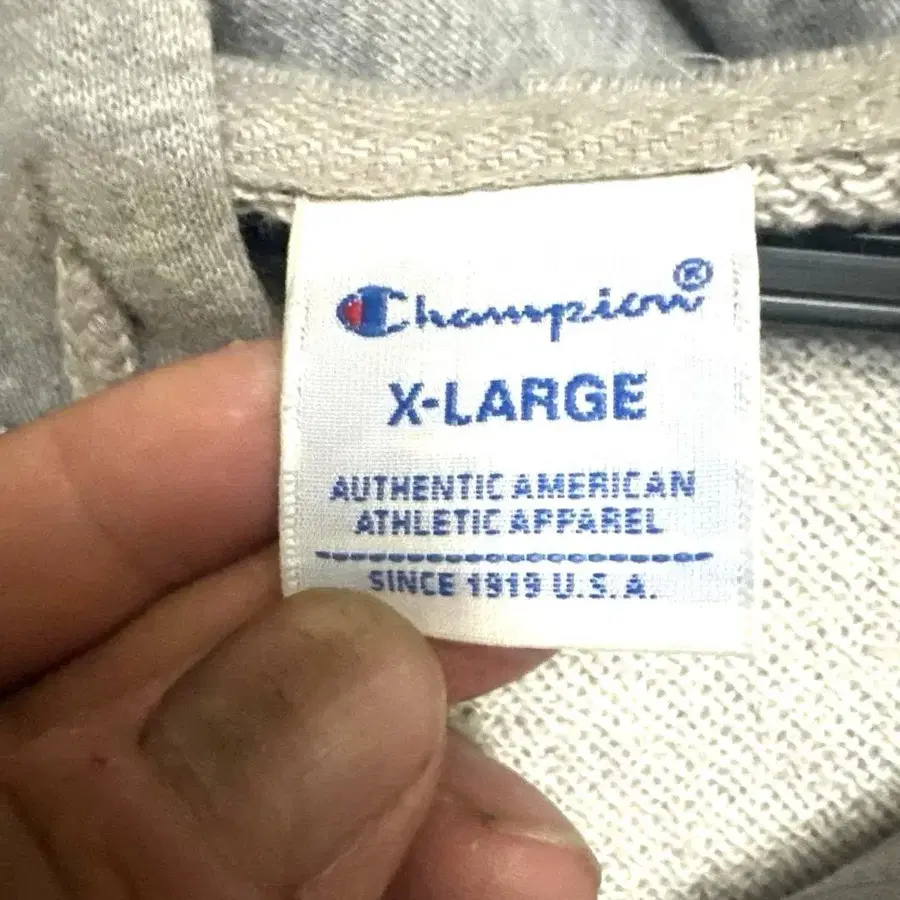 Champion®
X-LARGE
AUTHENTIC AMERICAN
ATHLETIC APPAREL
SINCE 1919 U.S.A.